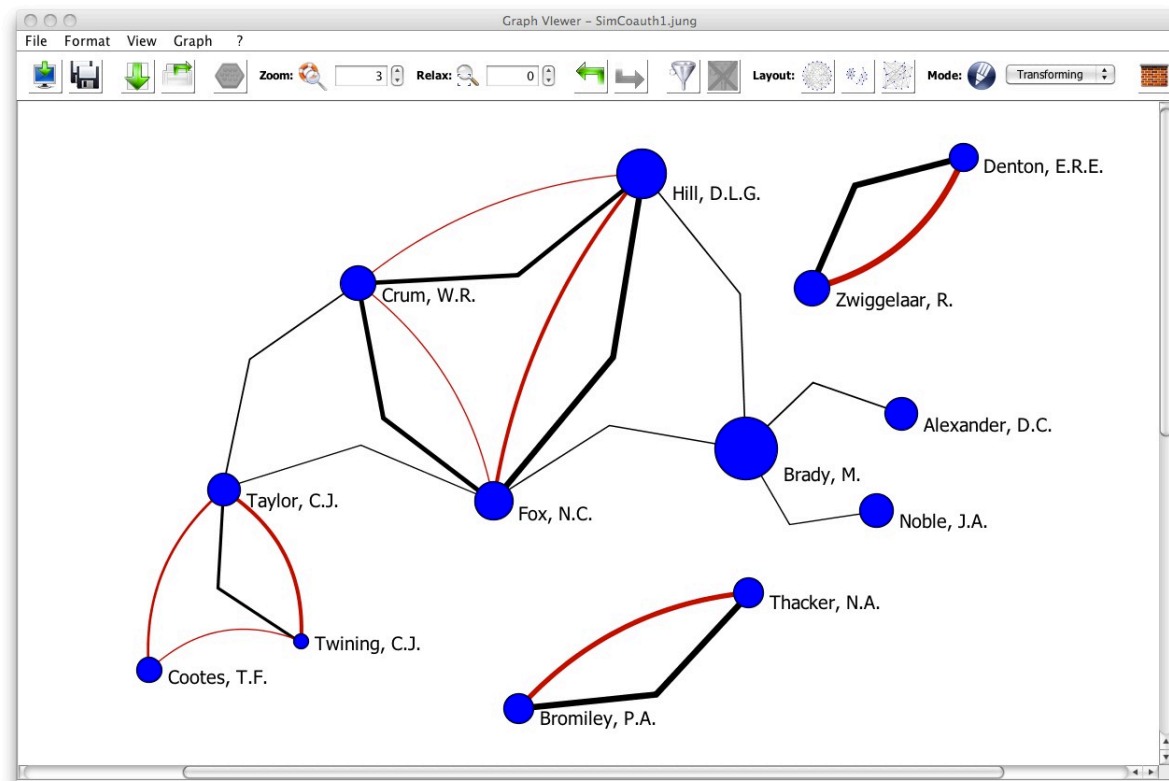 Graph VIewer – SimCoauth1.jung
File Format View Graph ?
Zoom: 3 Relax: 0 Layout: Mode: Transforming
Denton, E.R.E.
Hill, D.L.G.
Crum, W.R.
Zwiggelaar, R.
Alexander, D.C.
Brady, M.
Taylor, C.J.
Fox, N.C.
Noble, J.A.
Thacker, N.A.
Twining, C.J.
Cootes, T.F.
Bromiley, P.A.